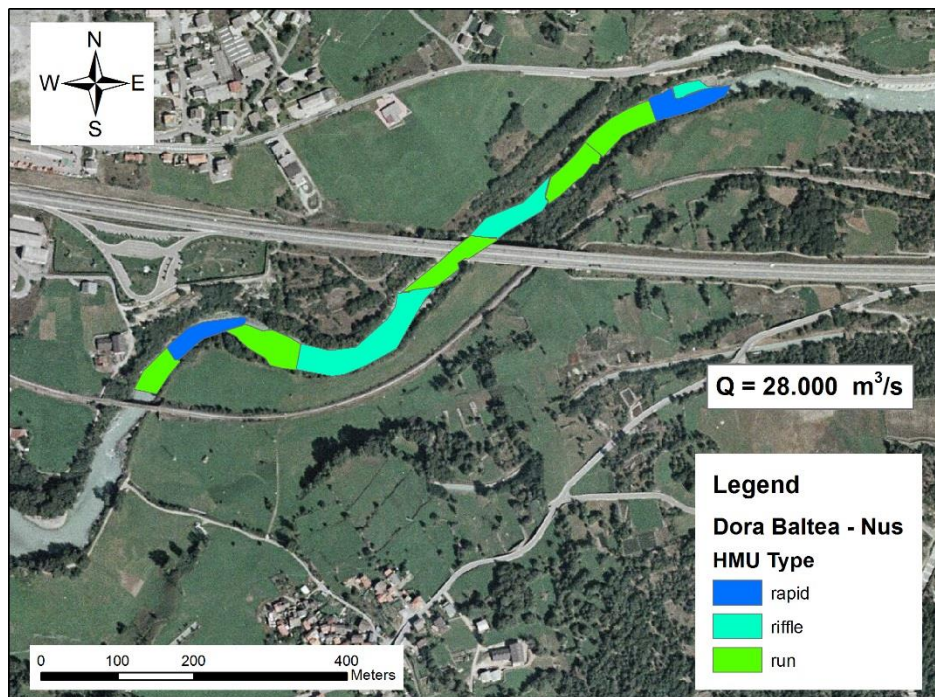 N
W E
S
Q = 28.000 m³/s
Legend
Dora Baltea - Nus
HMU Type
rapid
riffle
run
0 100 200 400
Meters